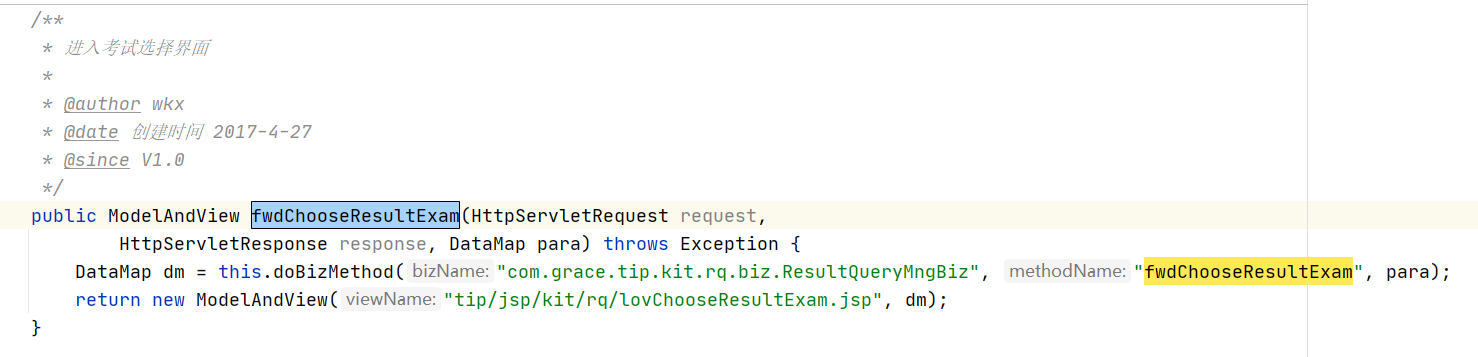 /**
 * 进入考试选择界面
 *
 * @author wkx
 * @date 创建时间 2017-4-27
 * @since V1.0
 */
public ModelAndView fwdChooseResultExam(HttpServletRequest request,
        HttpServletResponse response, DataMap para) throws Exception {
    DataMap dm = this.doBizMethod( bizName: "com.grace.tip.kit.rq.biz.ResultQueryMngBiz", methodName: "fwdChooseResultExam", para);
    return new ModelAndView( viewName: "tip/jsp/kit/rq/lovChooseResultExam.jsp", dm);
}